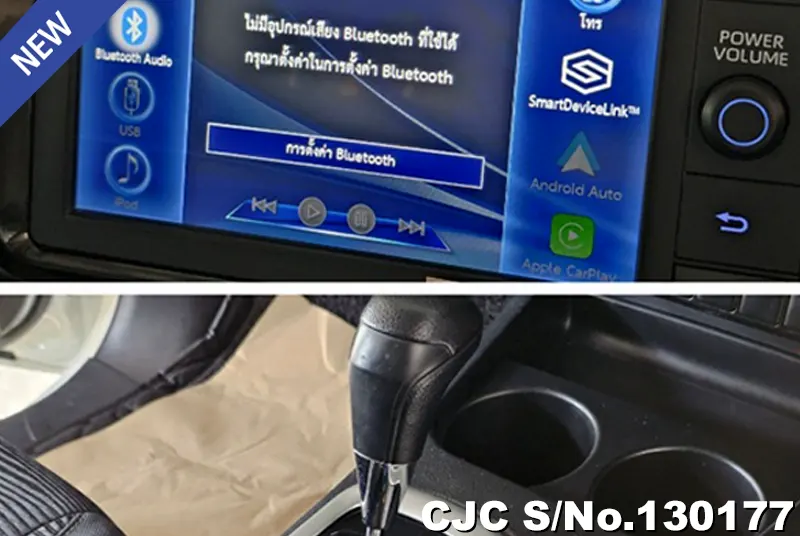 NEW
Bluetooth Audio
USB
iPod
ไม่มีอุปกรณ์เสียง Bluetooth ที่ใช้ได้
กรุณาตั้งค่าในการตั้งค่า Bluetooth
การตั้งค่า Bluetooth
โทร
SmartDeviceLink™
Android Auto
Apple CarPlay
POWER
VOLUME
CJC S/No.130177